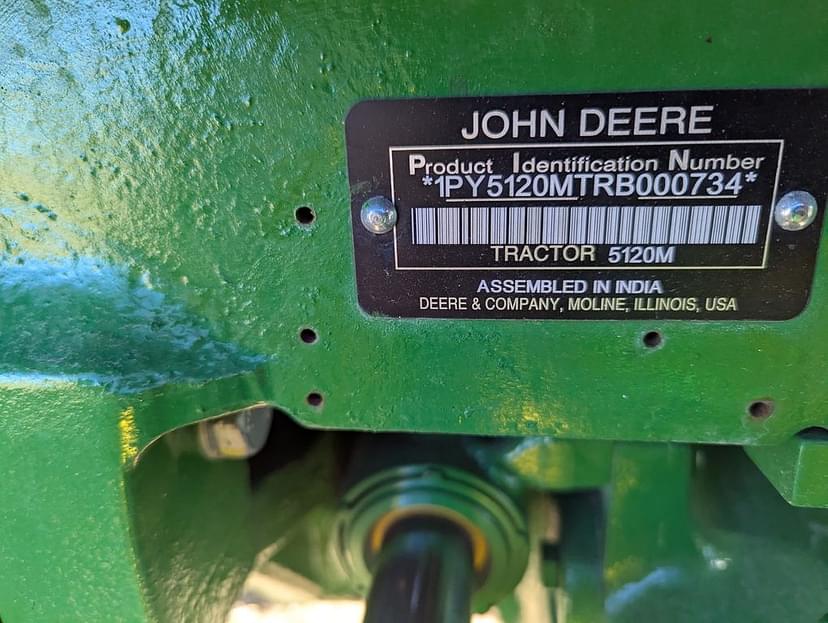 JOHN DEERE
Product Identification Number
*1PY5120MTRB000734*
TRACTOR 5120M
ASSEMBLED IN INDIA
DEERE & COMPANY, MOLINE, ILLINOIS, USA